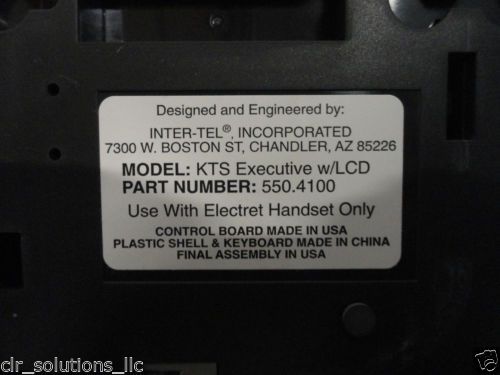 Designed and Engineered by:
INTER-TEL®, INCORPORATED
7300 W. BOSTON ST, CHANDLER, AZ 85226
MODEL: KTS Executive w/LCD
PART NUMBER: 550.4100
Use With Electret Handset Only
CONTROL BOARD MADE IN USA
PLASTIC SHELL & KEYBOARD MADE IN CHINA
FINAL ASSEMBLY IN USA
clr_solutions_llc